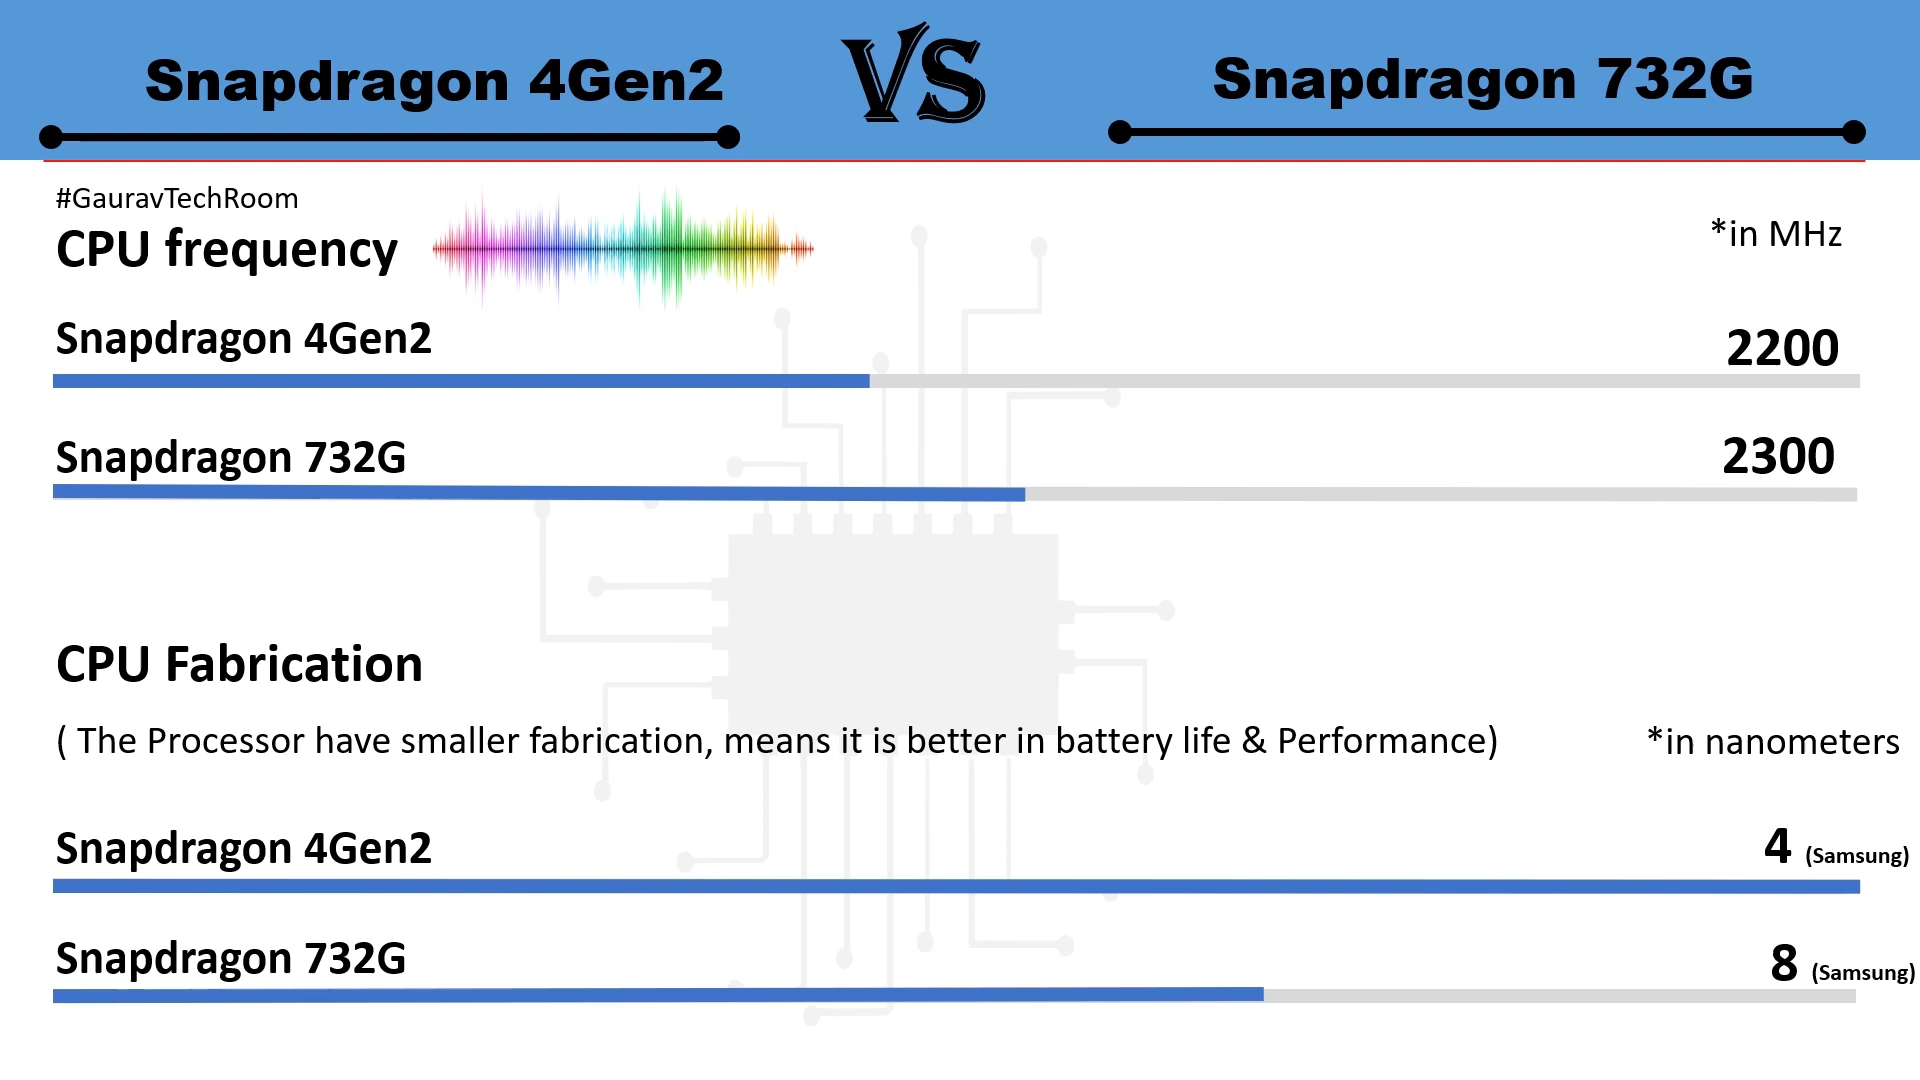 Snapdragon 4Gen2
VS
Snapdragon 732G
#GauravTechRoom
CPU frequency
*in MHz
Snapdragon 4Gen2
2200
Snapdragon 732G
2300
CPU Fabrication
( The Processor have smaller fabrication, means it is better in battery life & Performance)
*in nanometers
Snapdragon 4Gen2
4 (Samsung)
Snapdragon 732G
8 (Samsung)